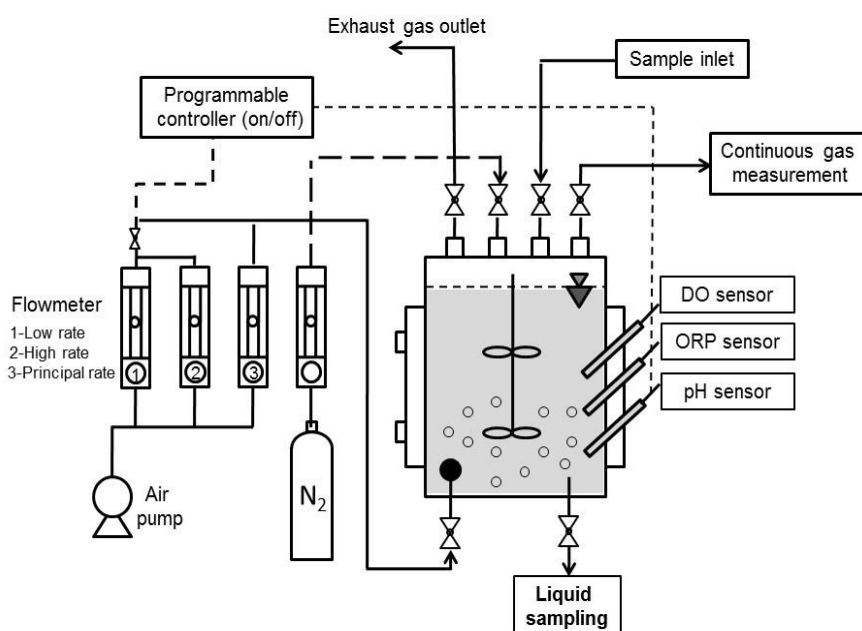 Exhaust gas outlet
Sample inlet
Programmable
controller (on/off)
Continuous gas
measurement
Flowmeter
1-Low rate
2-High rate
3-Principal rate
1
2
3
DO sensor
ORP sensor
pH sensor
Air
pump
N₂
Liquid
sampling